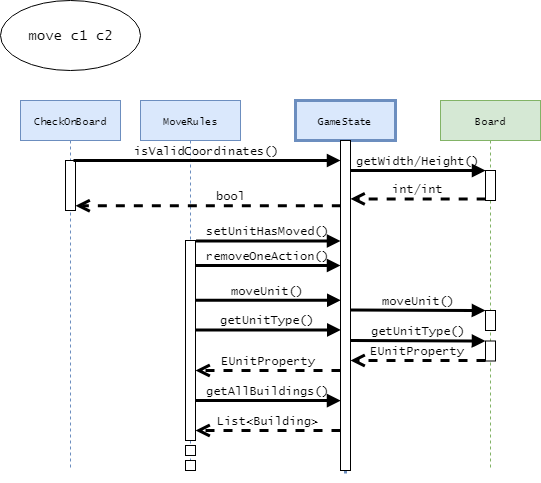 move c1 c2
CheckOnBoard
MoveRules
GameState
Board
isValidCoordinates()
getWidth/Height()
int/int
bool
setUnitHasMoved()
removeOneAction()
moveUnit()
moveUnit()
getUnitType()
getUnitType()
EUnitProperty
EUnitProperty
getAllBuildings()
List<Building>